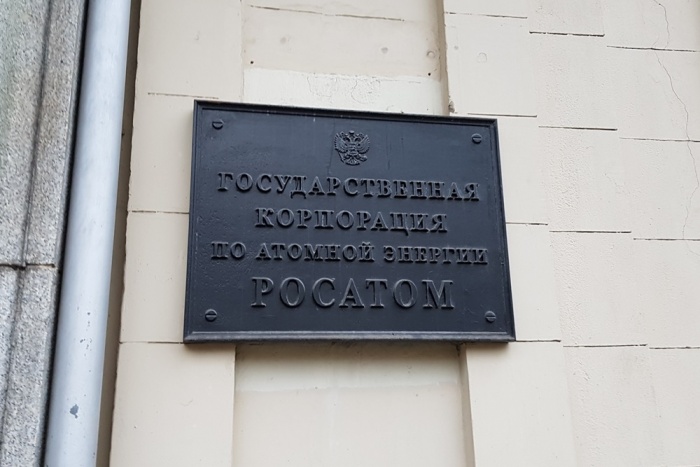 ГОСУДАРСТВЕННАЯ
КОРПОРАЦИЯ
ПО АТОМНОЙ ЭНЕРГИИ
РОСАТОМ